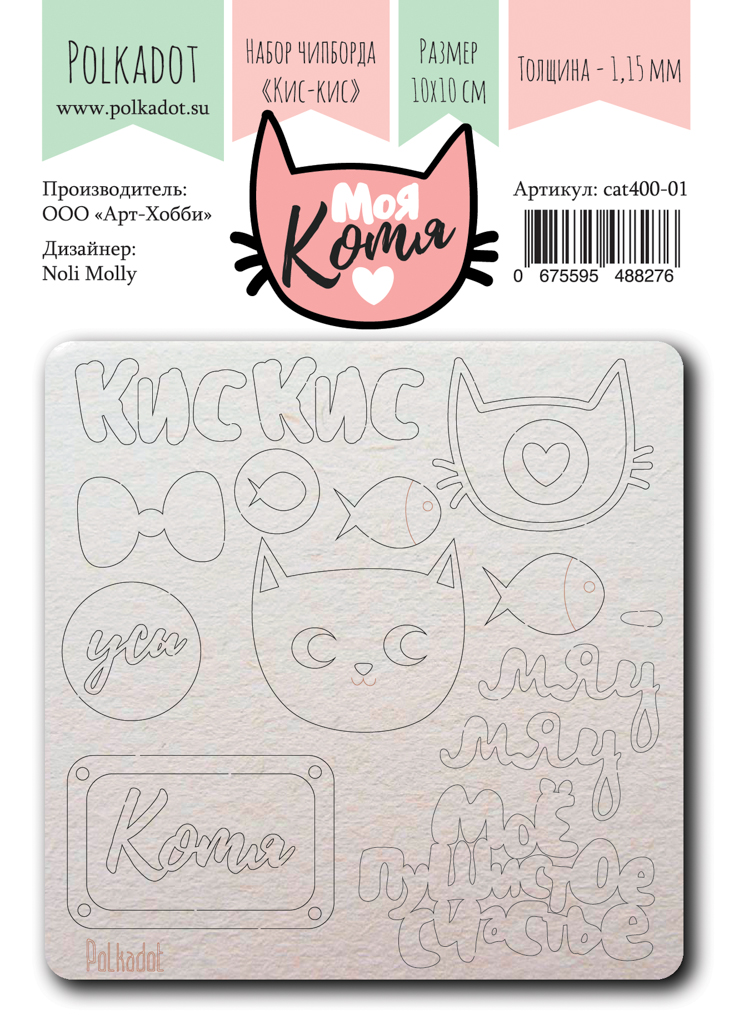 Polkadot
www.polkadot.su
Набор чипборда
«Кис-кис»
Размер
10х10 см
Толщина - 1,15 мм
Производитель:
ООО «Арт-Хобби»
Дизайнер:
Noli Molly
Моя
Котя
Артикул: cat400-01
0 675595 488276
Кис Кис
усы
мяу
мяу
Котя
Моё
Пушистое
счастье
Polkadot